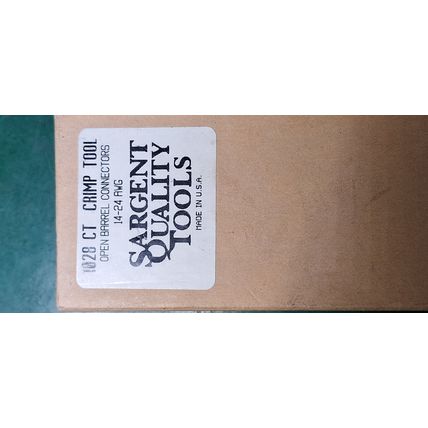 1028 CT CRIMP TOOL
OPEN BARREL CONNECTORS
14-24 AWG
SARGENT
QUALITY
TOOLS
MADE IN U.S.A.